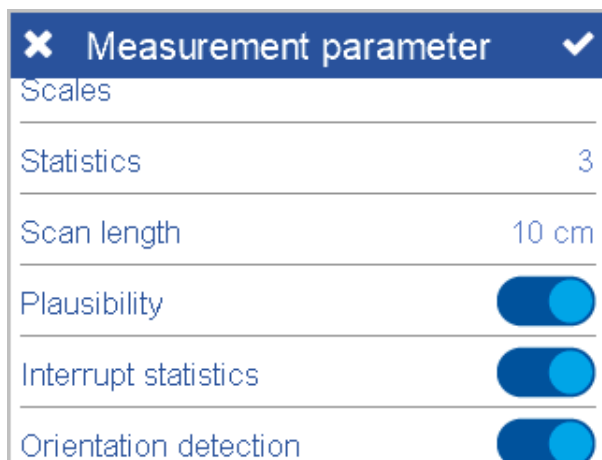 Measurement parameter
Scales
Statistics 3
Scan length 10 cm
Plausibility
Interrupt statistics
Orientation detection